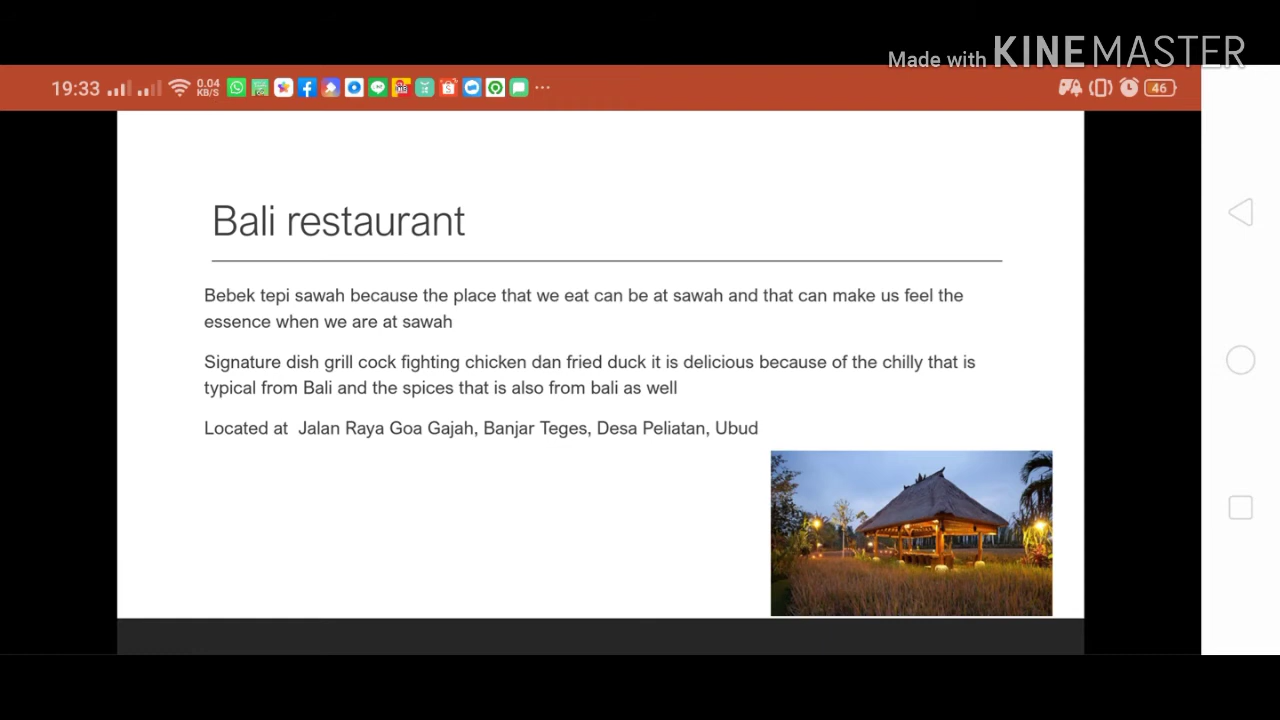 Made with KINEMASTER
19:33 0.04 KB/S 46
Bali restaurant
Bebek tepi sawah because the place that we eat can be at sawah and that can make us feel the
essence when we are at sawah
Signature dish grill cock fighting chicken dan fried duck it is delicious because of the chilly that is
typical from Bali and the spices that is also from bali as well
Located at Jalan Raya Goa Gajah, Banjar Teges, Desa Peliatan, Ubud